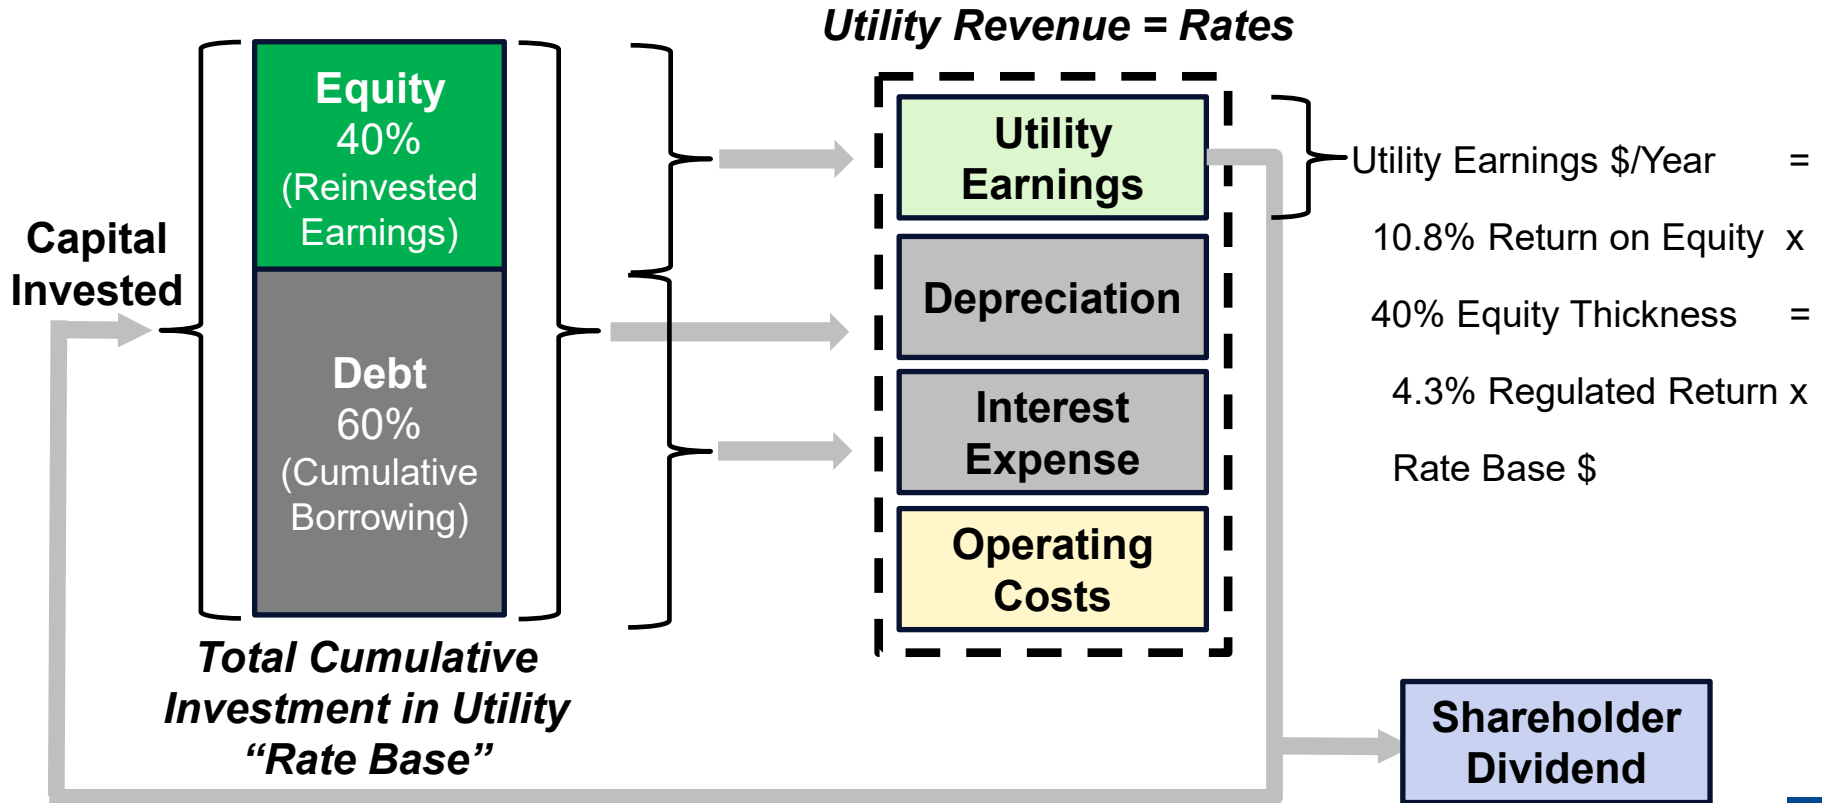 Utility Revenue = Rates
Capital
Invested
Equity
40%
(Reinvested
Earnings)
Debt
60%
(Cumulative
Borrowing)
Total Cumulative
Investment in Utility
“Rate Base”
Utility
Earnings
Depreciation
Interest
Expense
Operating
Costs
Utility Earnings $/Year =
10.8% Return on Equity x
40% Equity Thickness =
4.3% Regulated Return x
Rate Base $
Shareholder
Dividend